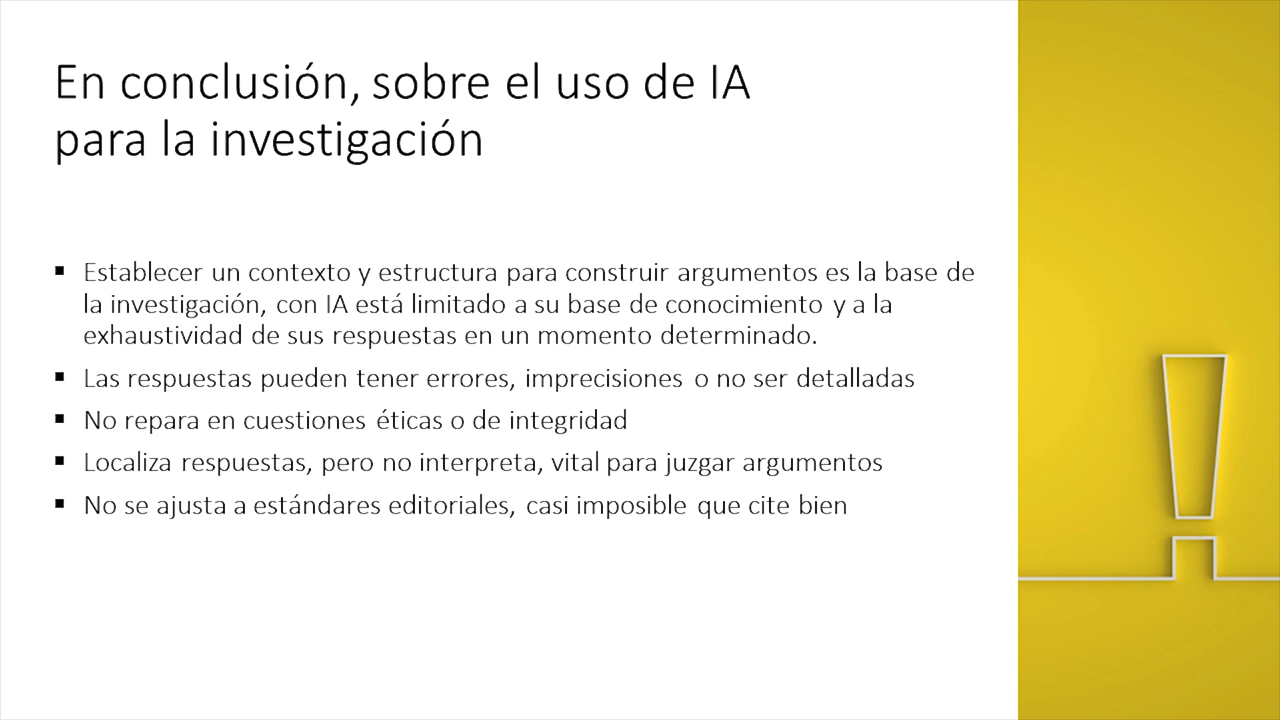 En conclusión, sobre el uso de IA
para la investigación
▪ Establecer un contexto y estructura para construir argumentos es la base de
la investigación, con IA está limitado a su base de conocimiento y a la
exhaustividad de sus respuestas en un momento determinado.
▪ Las respuestas pueden tener errores, imprecisiones o no ser detalladas
▪ No repara en cuestiones éticas o de integridad
▪ Localiza respuestas, pero no interpreta, vital para juzgar argumentos
▪ No se ajusta a estándares editoriales, casi imposible que cite bien